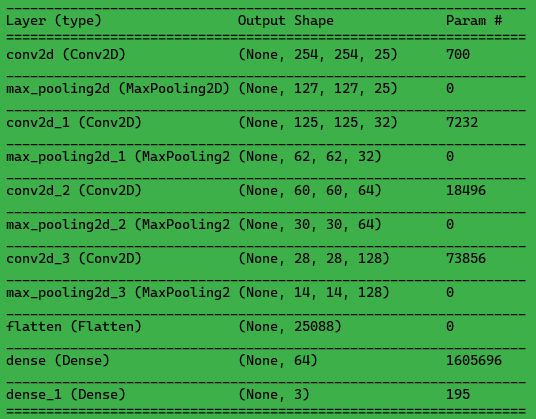 Layer (type) Output Shape Param #
conv2d (Conv2D) (None, 254, 254, 25) 700
max_pooling2d (MaxPooling2D) (None, 127, 127, 25) 0
conv2d_1 (Conv2D) (None, 125, 125, 32) 7232
max_pooling2d_1 (MaxPooling2 (None, 62, 62, 32) 0
conv2d_2 (Conv2D) (None, 60, 60, 64) 18496
max_pooling2d_2 (MaxPooling2 (None, 30, 30, 64) 0
conv2d_3 (Conv2D) (None, 28, 28, 128) 73856
max_pooling2d_3 (MaxPooling2 (None, 14, 14, 128) 0
flatten (Flatten) (None, 25088) 0
dense (Dense) (None, 64) 1605696
dense_1 (Dense) (None, 3) 195